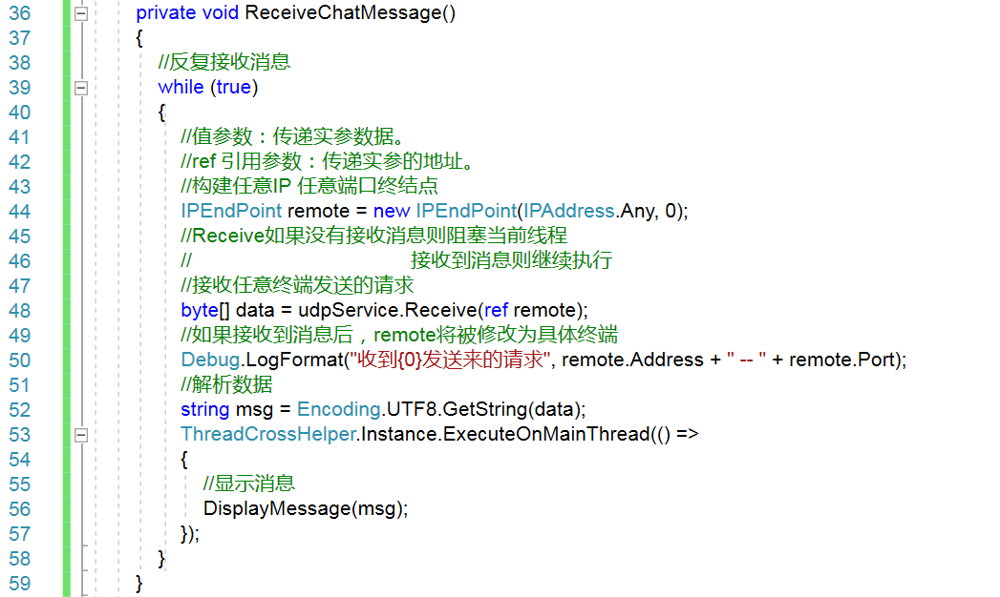 36 private void ReceiveChatMessage()
37 {
38 //反复接收消息
39 while (true)
40 {
41 //值参数：传递实参数据。
42 //ref 引用参数：传递实参的地址。
43 //构建任意IP 任意端口终结点
44 IPEndPoint remote = new IPEndPoint(IPAddress.Any, 0);
45 //Receive如果没有接收消息则阻塞当前线程
46 // 接收到消息则继续执行
47 //接收任意终端发送的请求
48 byte[] data = udpService.Receive(ref remote);
49 //如果接收到消息后，remote将被修改为具体终端
50 Debug.LogFormat("收到{0}发送来的请求", remote.Address + " -- " + remote.Port);
51 //解析数据
52 string msg = Encoding.UTF8.GetString(data);
53 ThreadCrossHelper.Instance.ExecuteOnMainThread(() =>
54 {
55 //显示消息
56 DisplayMessage(msg);
57 });
58 }
59 }